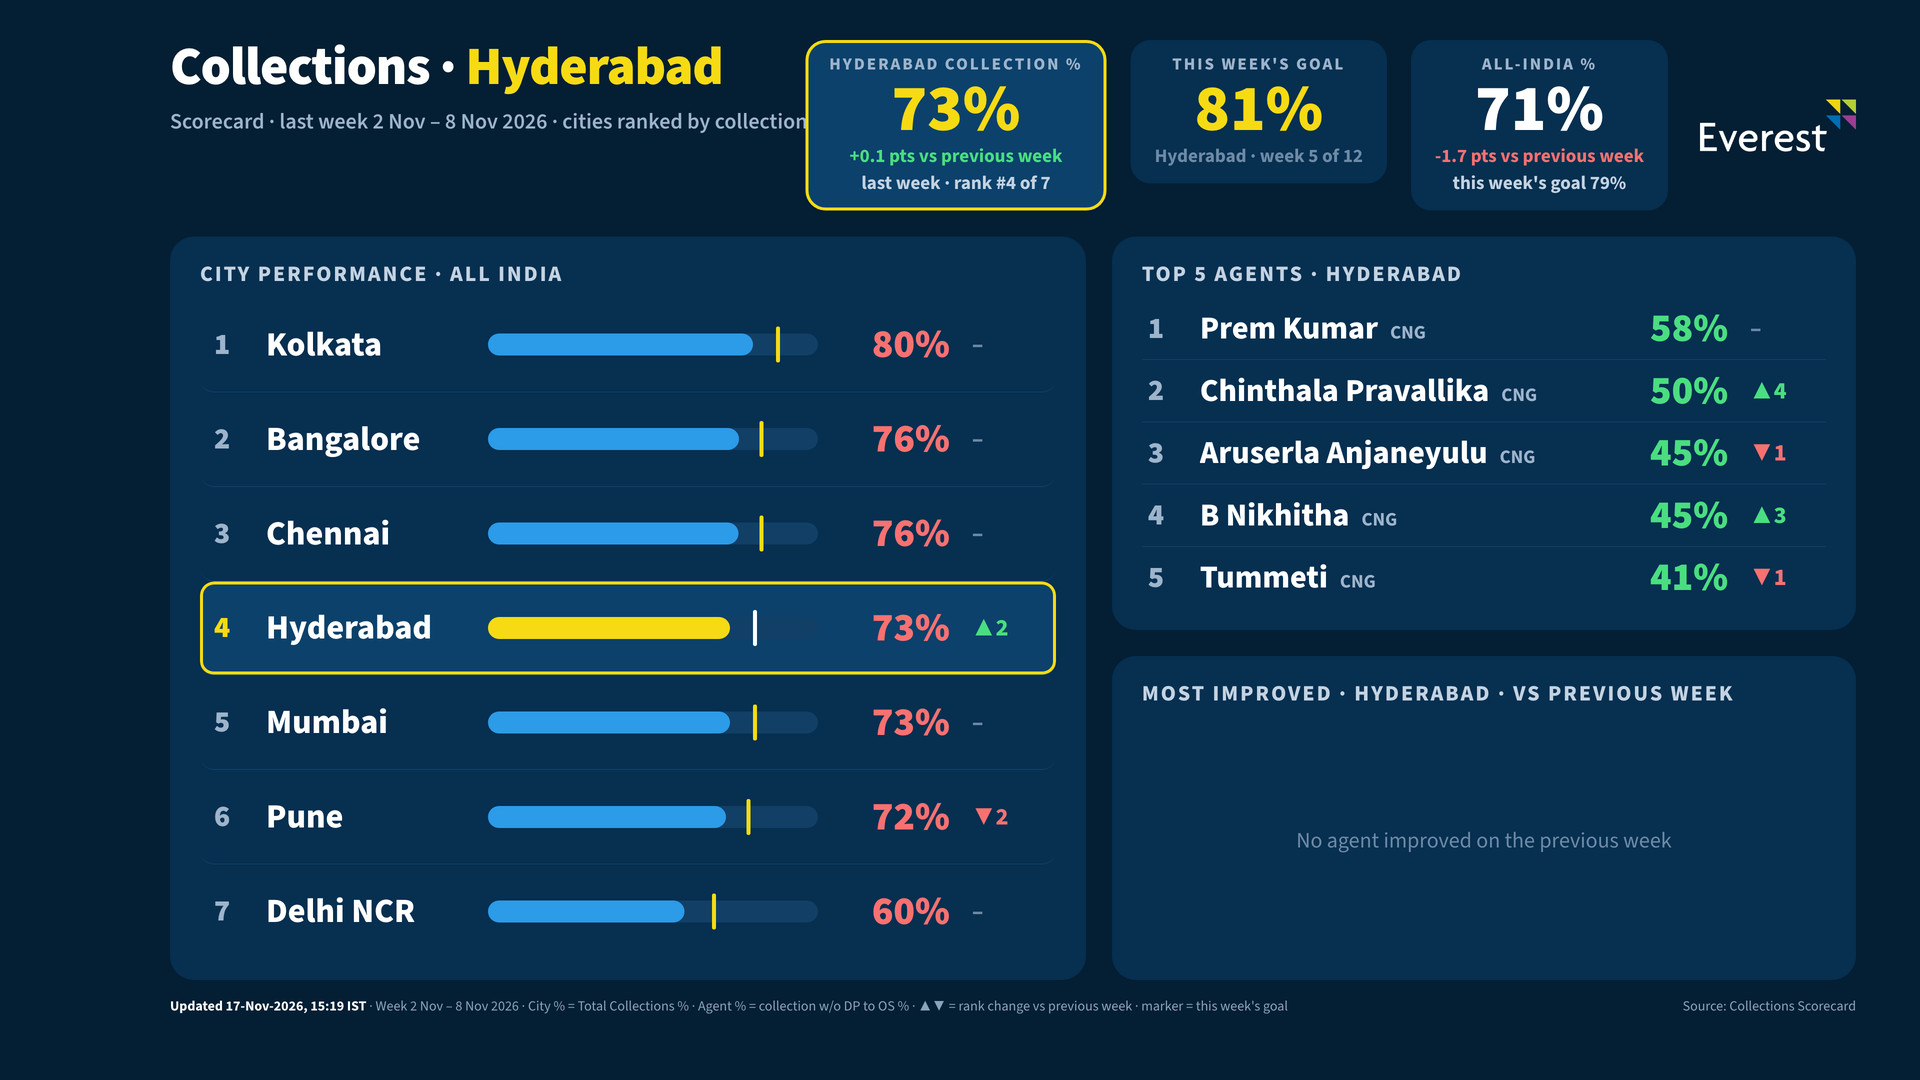 Collections · Hyderabad
Scorecard · last week 2 Nov – 8 Nov 2026 · cities ranked by collection
HYDERABAD COLLECTION %
73%
+0.1 pts vs previous week
last week · rank #4 of 7
THIS WEEK'S GOAL
81%
Hyderabad · week 5 of 12
ALL-INDIA %
71%
-1.7 pts vs previous week
this week's goal 79%
Everest
CITY PERFORMANCE · ALL INDIA
1 Kolkata 80% –
2 Bangalore 76% –
3 Chennai 76% –
4 Hyderabad 73% ▲2
5 Mumbai 73% –
6 Pune 72% ▼2
7 Delhi NCR 60% –
TOP 5 AGENTS · HYDERABAD
1 Prem Kumar CNG 58% –
2 Chinthala Pravallika CNG 50% ▲4
3 Aruserla Anjaneyulu CNG 45% ▼1
4 B Nikhitha CNG 45% ▲3
5 Tummeti CNG 41% ▼1
MOST IMPROVED · HYDERABAD · VS PREVIOUS WEEK
No agent improved on the previous week
Updated 17-Nov-2026, 15:19 IST · Week 2 Nov – 8 Nov 2026 · City % = Total Collections % · Agent % = collection w/o DP to OS % · ▲▼ = rank change vs previous week · marker = this week's goal
Source: Collections Scorecard